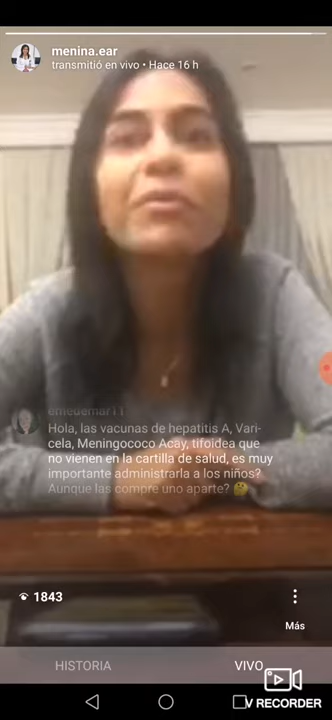 menina.ear
transmitió en vivo • Hace 16 h
emedemar11
Hola, las vacunas de hepatitis A, Vari-
cela, Meningococo Acay, tifoidea que
no vienen en la cartilla de salud, es muy
importante administrarla a los niños?
Aunque las compre uno aparte? 🤔
1843
Más
HISTORIA
VIVO
V RECORDER